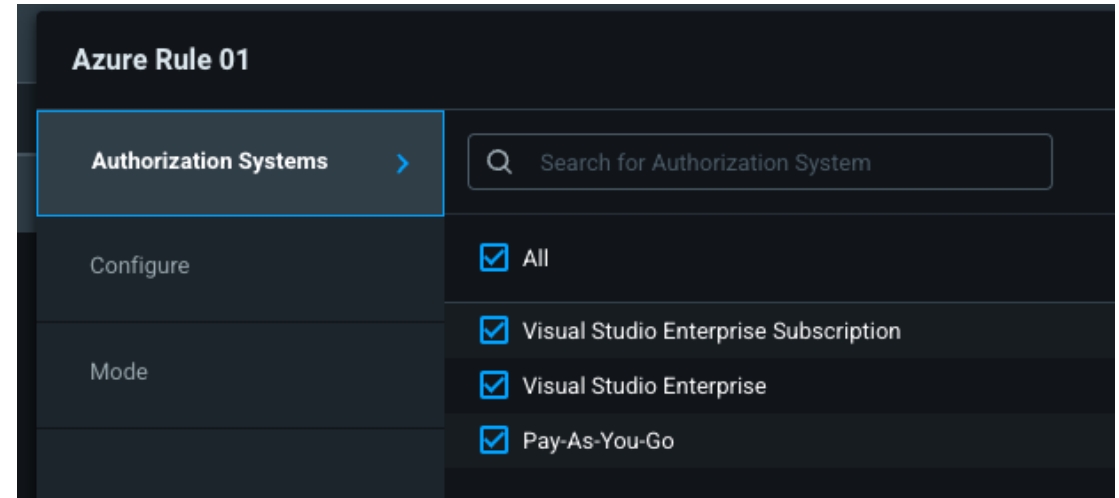 Azure Rule 01
Authorization Systems
Search for Authorization System
Configure
All
Visual Studio Enterprise Subscription
Mode
Visual Studio Enterprise
Pay-As-You-Go